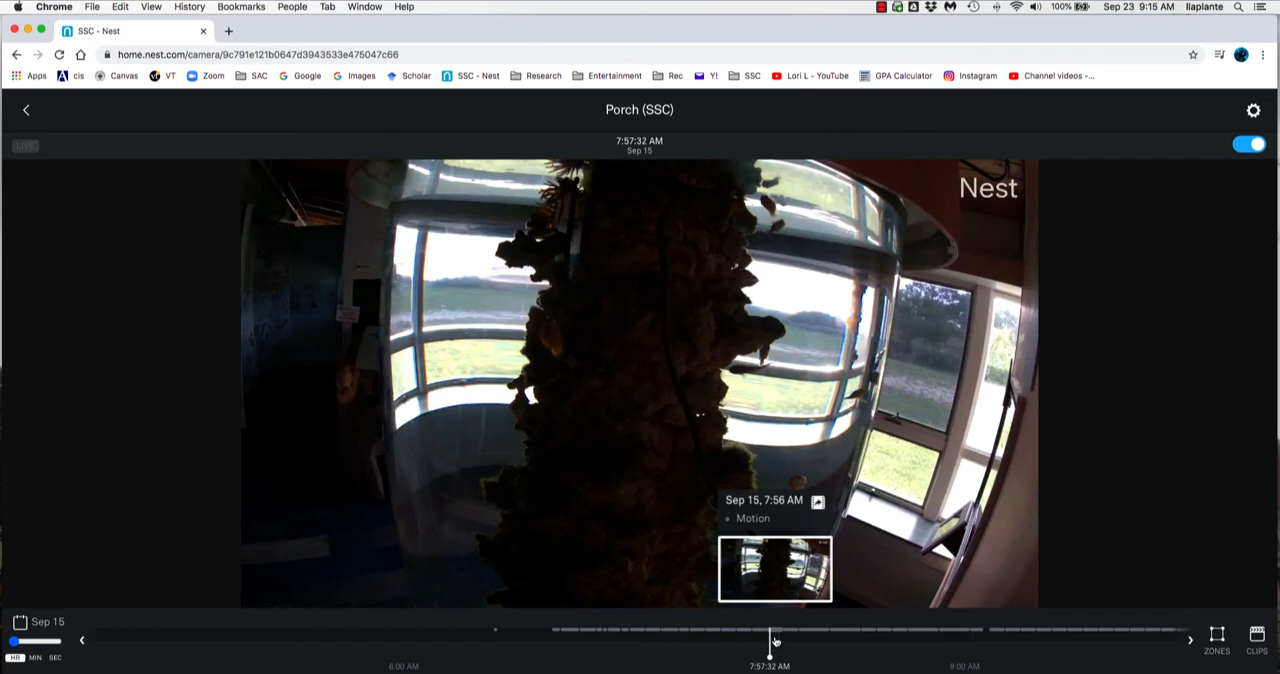 Chrome File Edit View History Bookmarks People Tab Window Help 100% Sep 23 9:15 AM llaplante
SSC - Nest
home.nest.com/camera/9c791e121b0647d3943533e475047c66
Apps cis Canvas VT Zoom SAC Google Images Scholar SSC - Nest Research Entertainment Rec Y! SSC Lori L - YouTube GPA Calculator Instagram Channel videos -...
Porch (SSC)
LIVE
7:57:32 AM
Sep 15
Nest
Sep 15, 7:56 AM
Motion
Sep 15
HR MIN SEC
6:00 AM 7:57:32 AM 9:00 AM
ZONES CLIPS